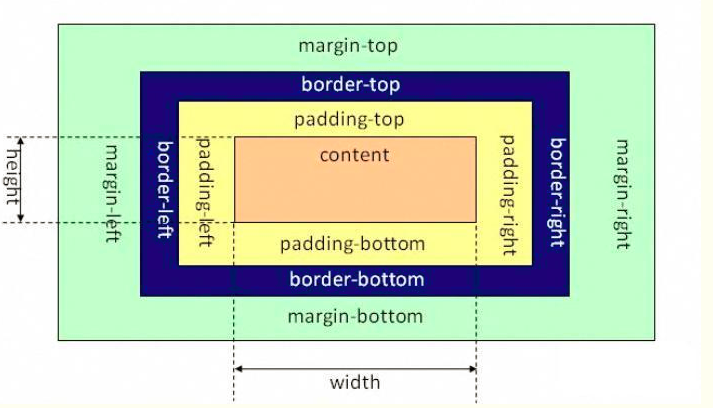 margin-top
border-top
padding-top
content
height
margin-left
border-left
padding-left
padding-right
border-right
margin-right
padding-bottom
border-bottom
margin-bottom
width